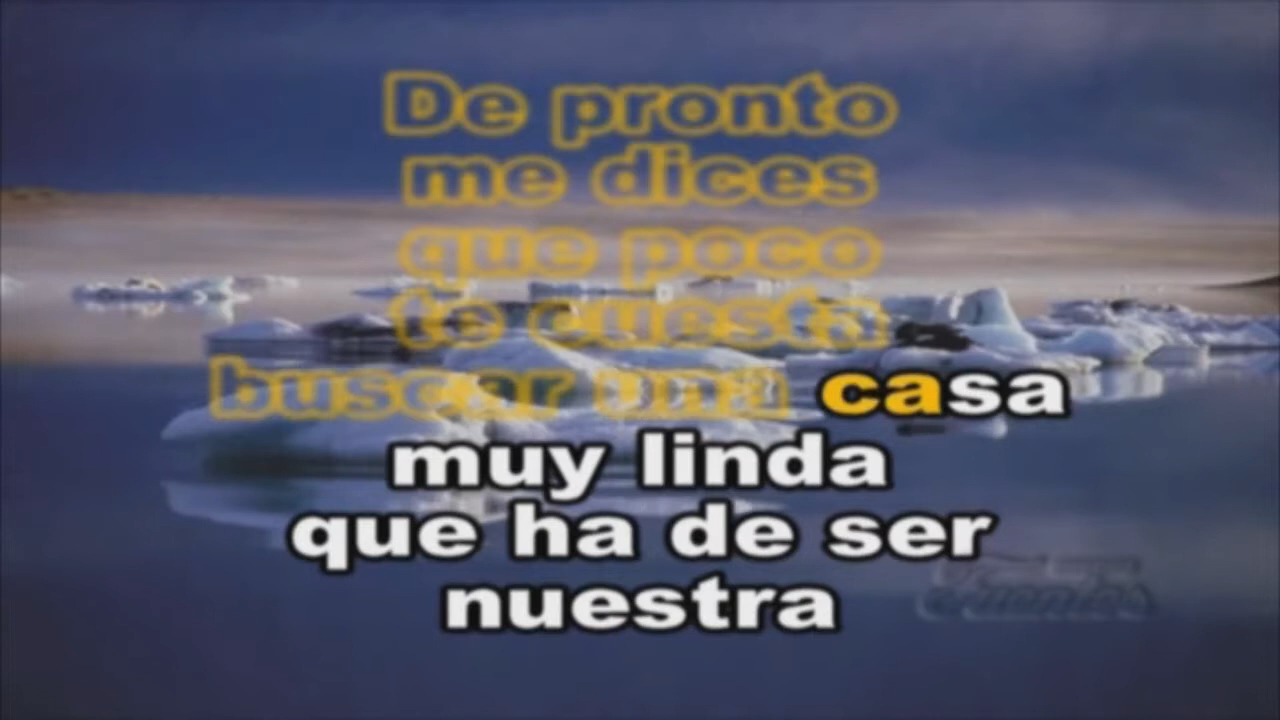 De pronto
me dices
que poco
te cuesta
buscar una casa
muy linda
que ha de ser
nuestra